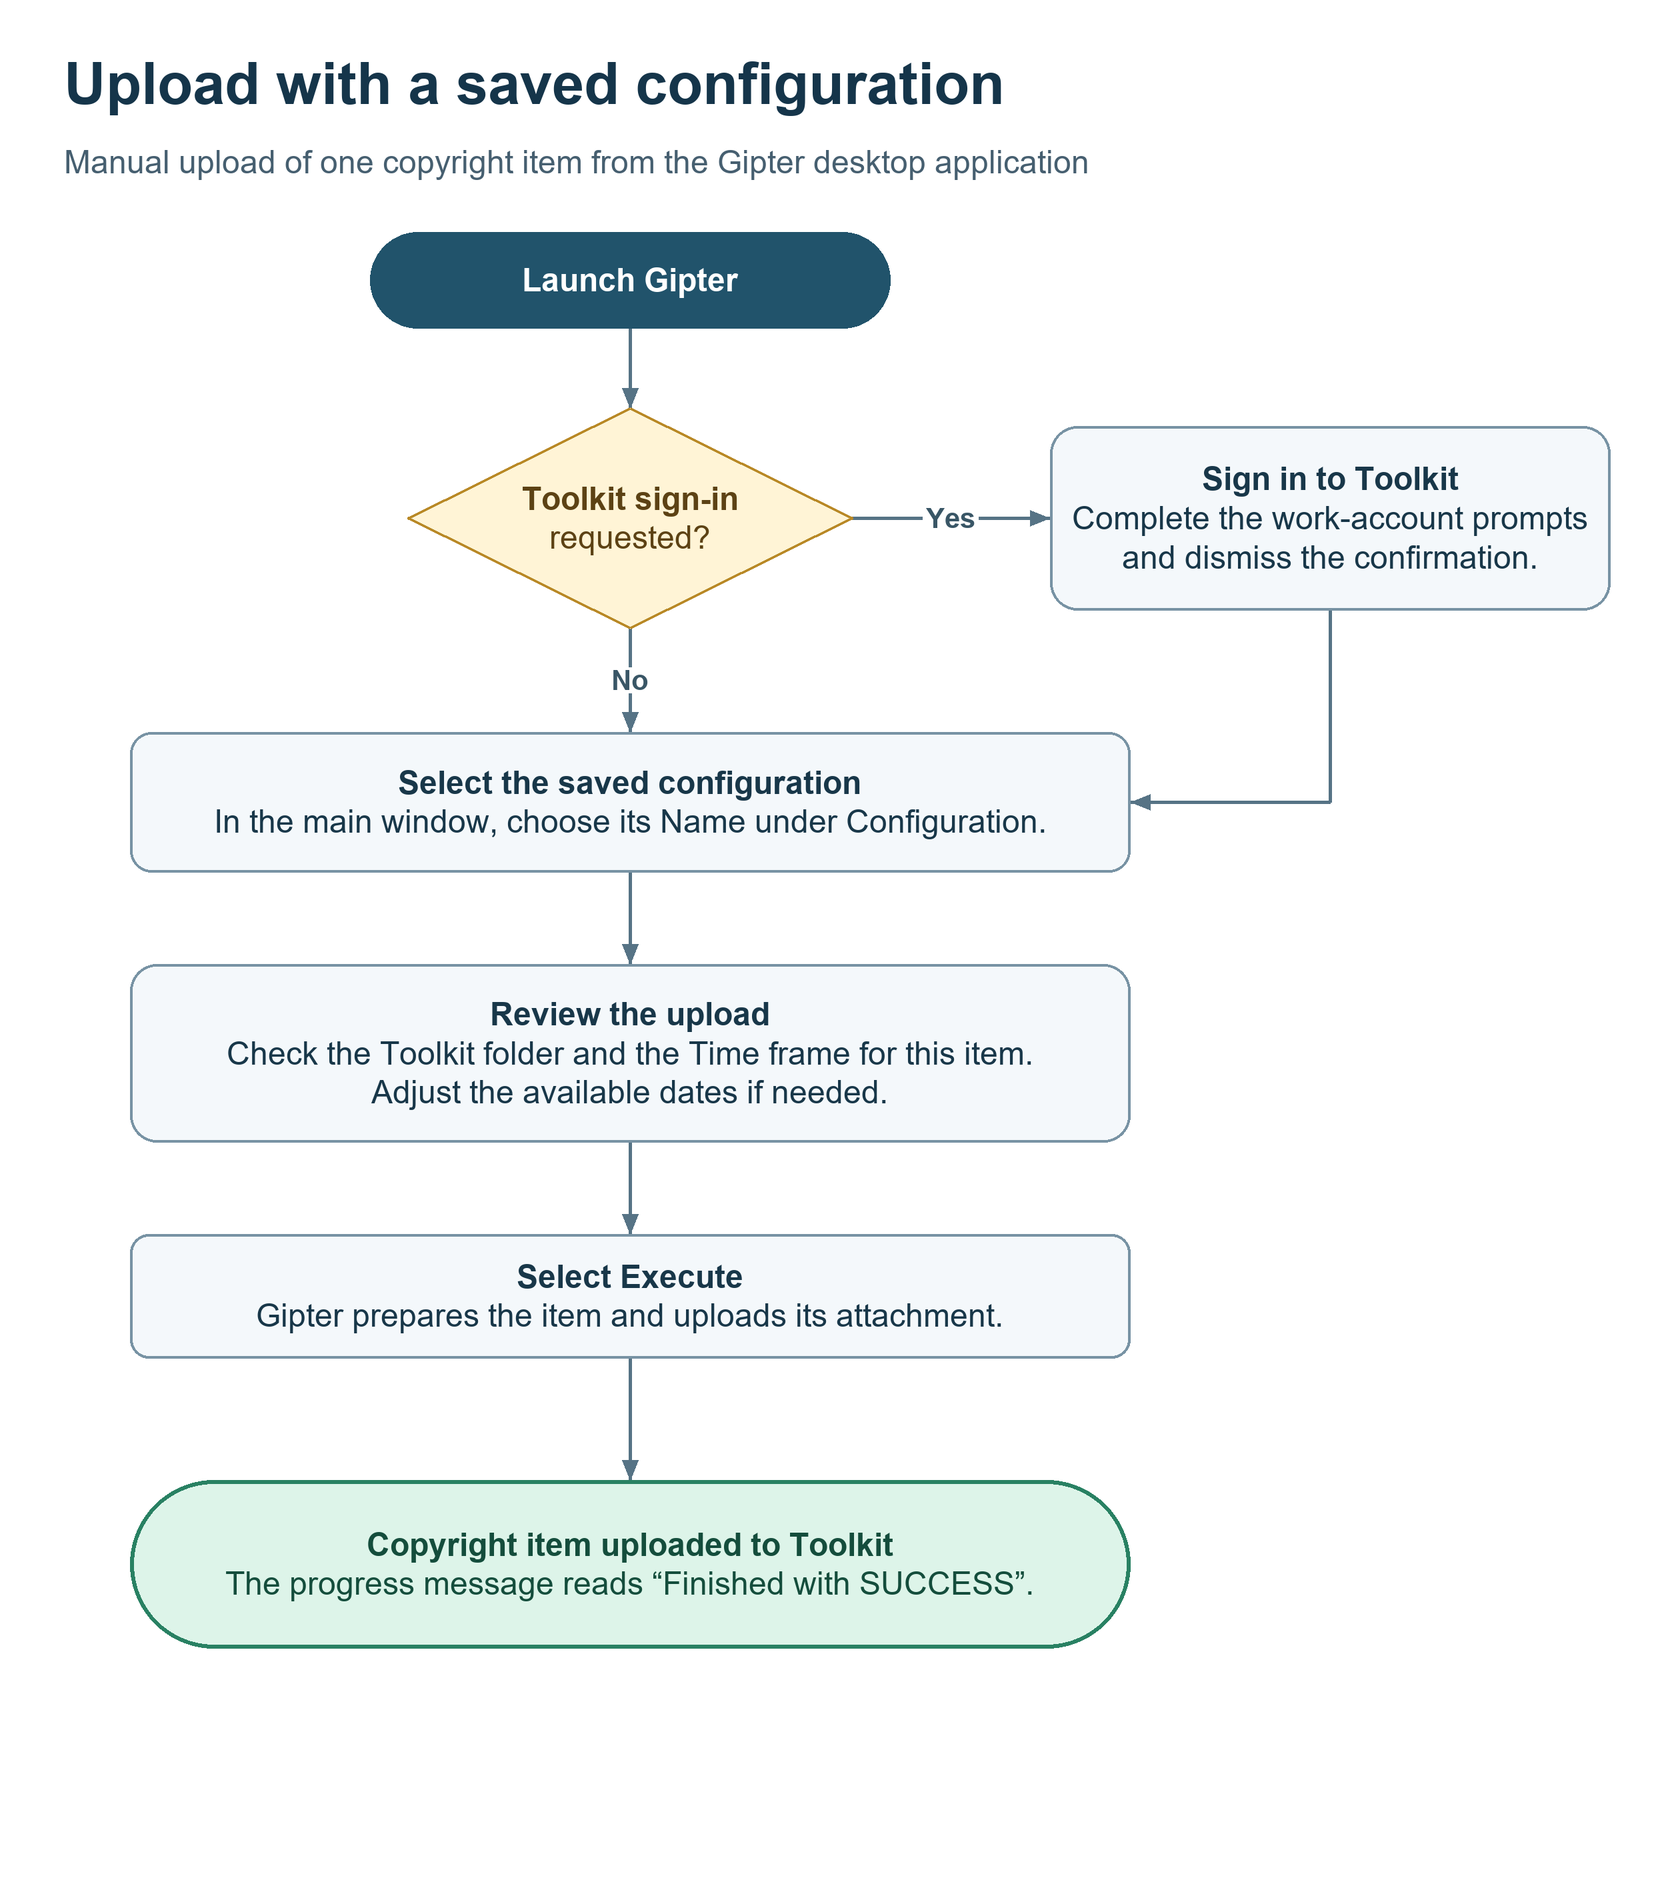 Upload with a saved configuration
Manual upload of one copyright item from the Gipter desktop application
Launch Gipter
Toolkit sign-in
requested?
Yes
Sign in to Toolkit
Complete the work-account prompts
and dismiss the confirmation.
No
Select the saved configuration
In the main window, choose its Name under Configuration.
Review the upload
Check the Toolkit folder and the Time frame for this item.
Adjust the available dates if needed.
Select Execute
Gipter prepares the item and uploads its attachment.
Copyright item uploaded to Toolkit
The progress message reads “Finished with SUCCESS”.